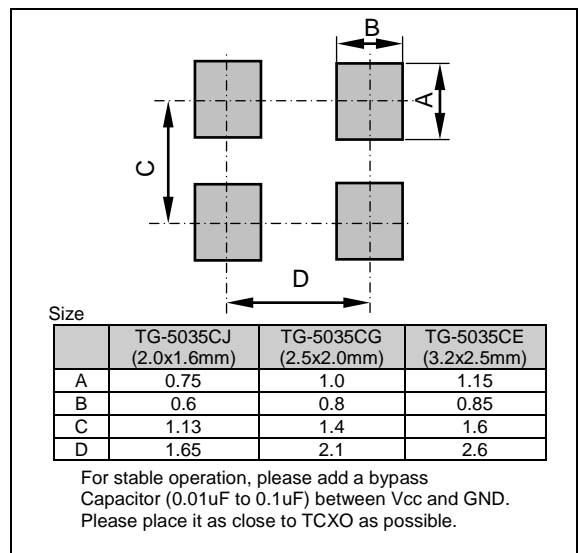 B
A
C
D
Size
TG-5035CJ TG-5035CG TG-5035CE
(2.0x1.6mm) (2.5x2.0mm) (3.2x2.5mm)
A 0.75 1.0 1.15
B 0.6 0.8 0.85
C 1.13 1.4 1.6
D 1.65 2.1 2.6
For stable operation, please add a bypass
Capacitor (0.01uF to 0.1uF) between Vcc and GND.
Please place it as close to TCXO as possible.